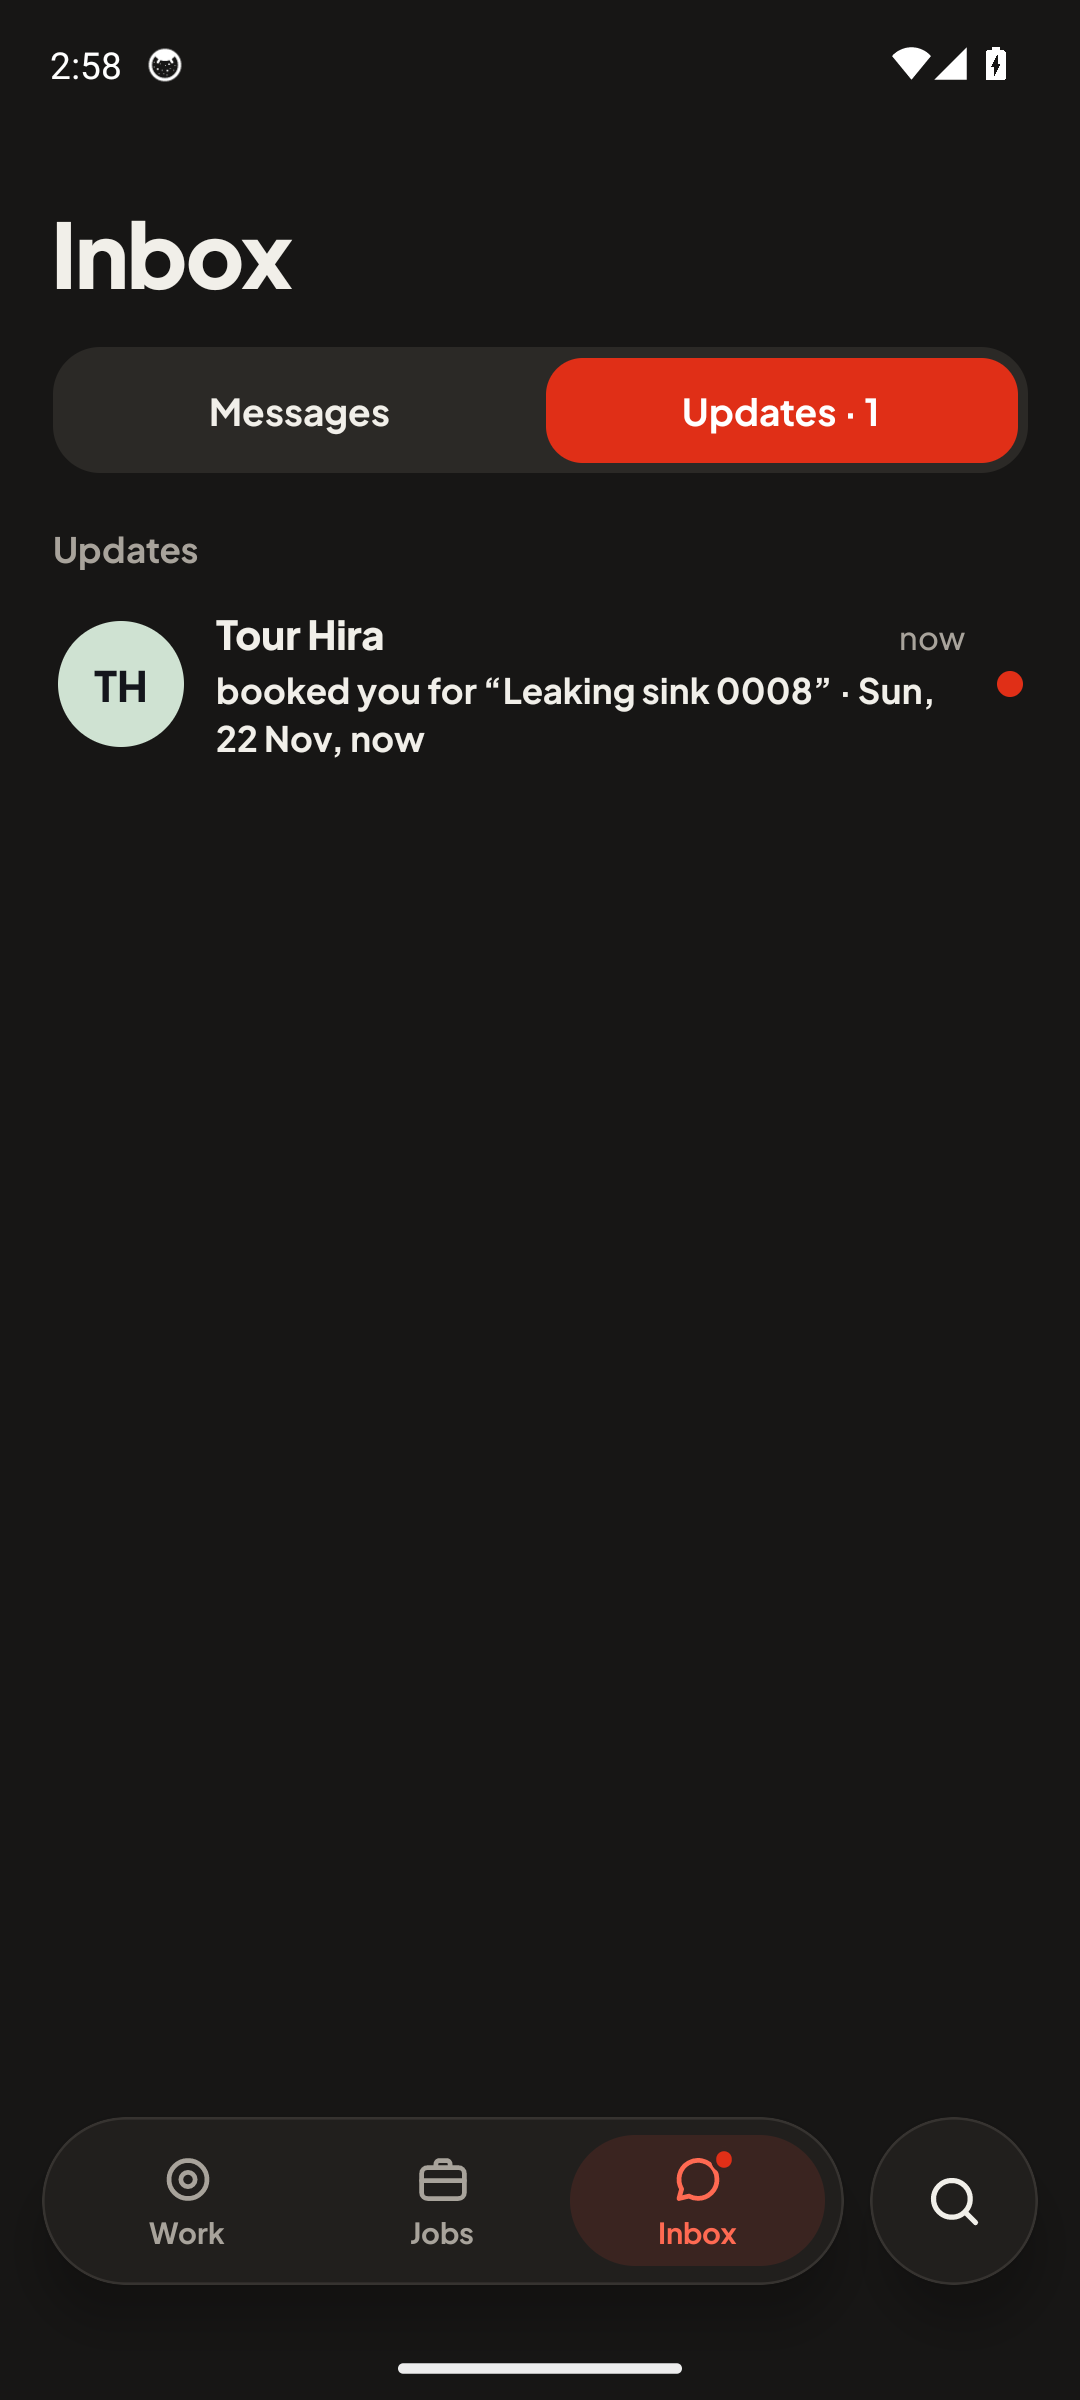 2:58
Inbox
Messages
Updates · 1
Updates
TH
Tour Hira
now
booked you for “Leaking sink 0008” · Sun,
22 Nov, now
Work
Jobs
Inbox